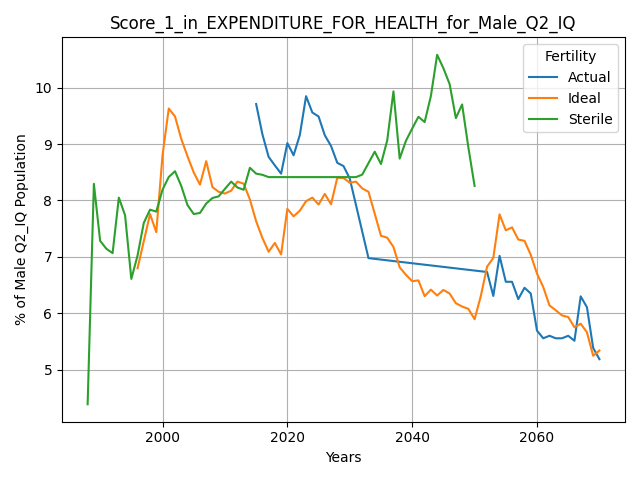 Score_1_in_EXPENDITURE_FOR_HEALTH_for_Male_Q2_IQ
Fertility
Actual
Ideal
Sterile
% of Male Q2_IQ Population
10
9
8
7
6
5
2000 2020 2040 2060
Years